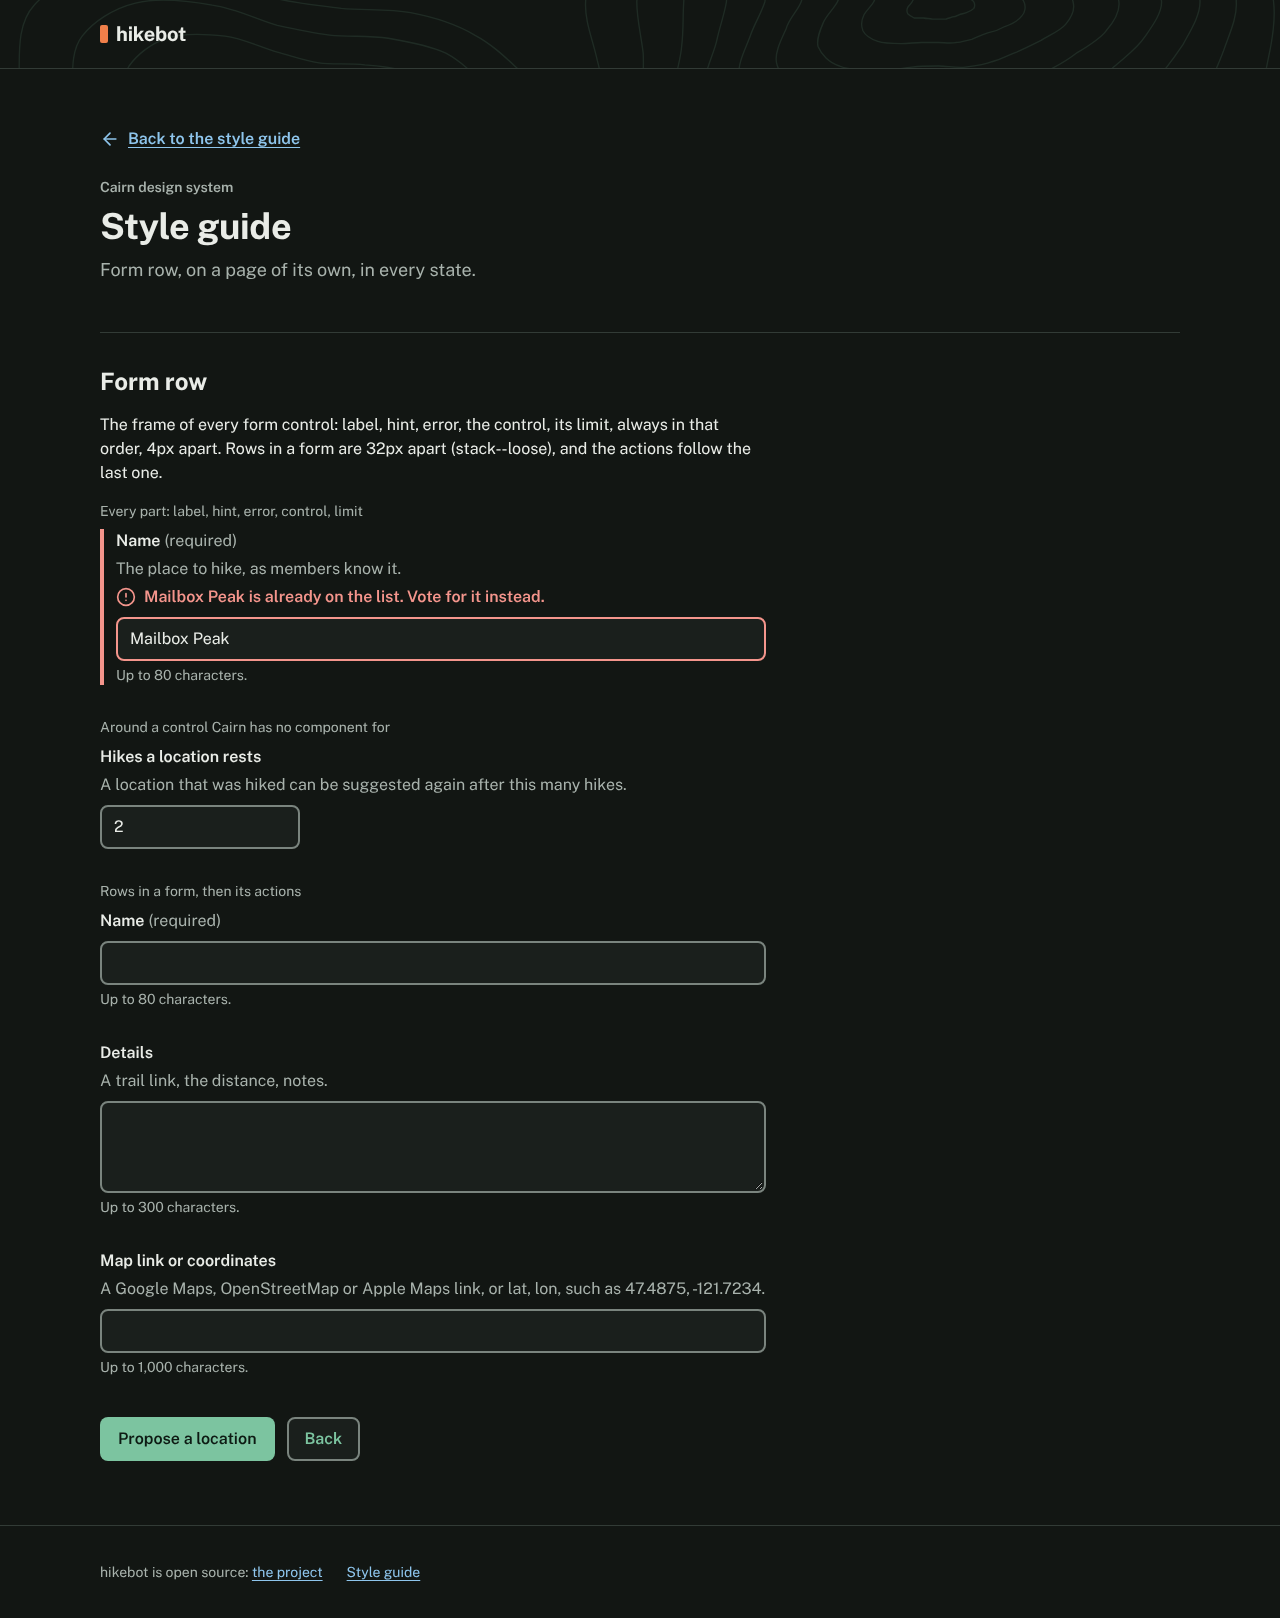 hikebot
Back to the style guide
Cairn design system
Style guide
Form row, on a page of its own, in every state.
Form row
The frame of every form control: label, hint, error, the control, its limit, always in that
order, 4px apart. Rows in a form are 32px apart (stack--loose), and the actions follow the
last one.
Every part: label, hint, error, control, limit
Name (required)
The place to hike, as members know it.
Mailbox Peak is already on the list. Vote for it instead.
Mailbox Peak
Up to 80 characters.
Around a control Cairn has no component for
Hikes a location rests
A location that was hiked can be suggested again after this many hikes.
2
Rows in a form, then its actions
Name (required)
Up to 80 characters.
Details
A trail link, the distance, notes.
Up to 300 characters.
Map link or coordinates
A Google Maps, OpenStreetMap or Apple Maps link, or lat, lon, such as 47.4875, -121.7234.
Up to 1,000 characters.
Propose a location
Back
hikebot is open source: the project
Style guide